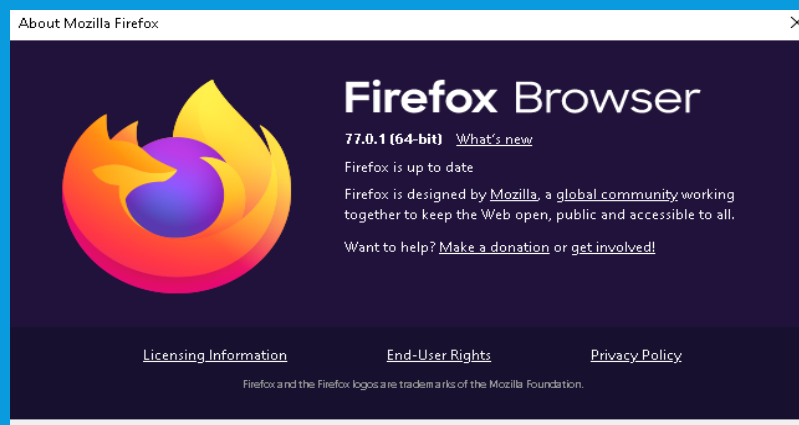 About Mozilla Firefox
Firefox Browser
77.0.1 (64-bit) What's new
Firefox is up to date
Firefox is designed by Mozilla, a global community working
together to keep the Web open, public and accessible to all.
Want to help? Make a donation or get involved!
Licensing Information End-User Rights Privacy Policy
Firefox and the Firefox logos are trademarks of the Mozilla Foundation.